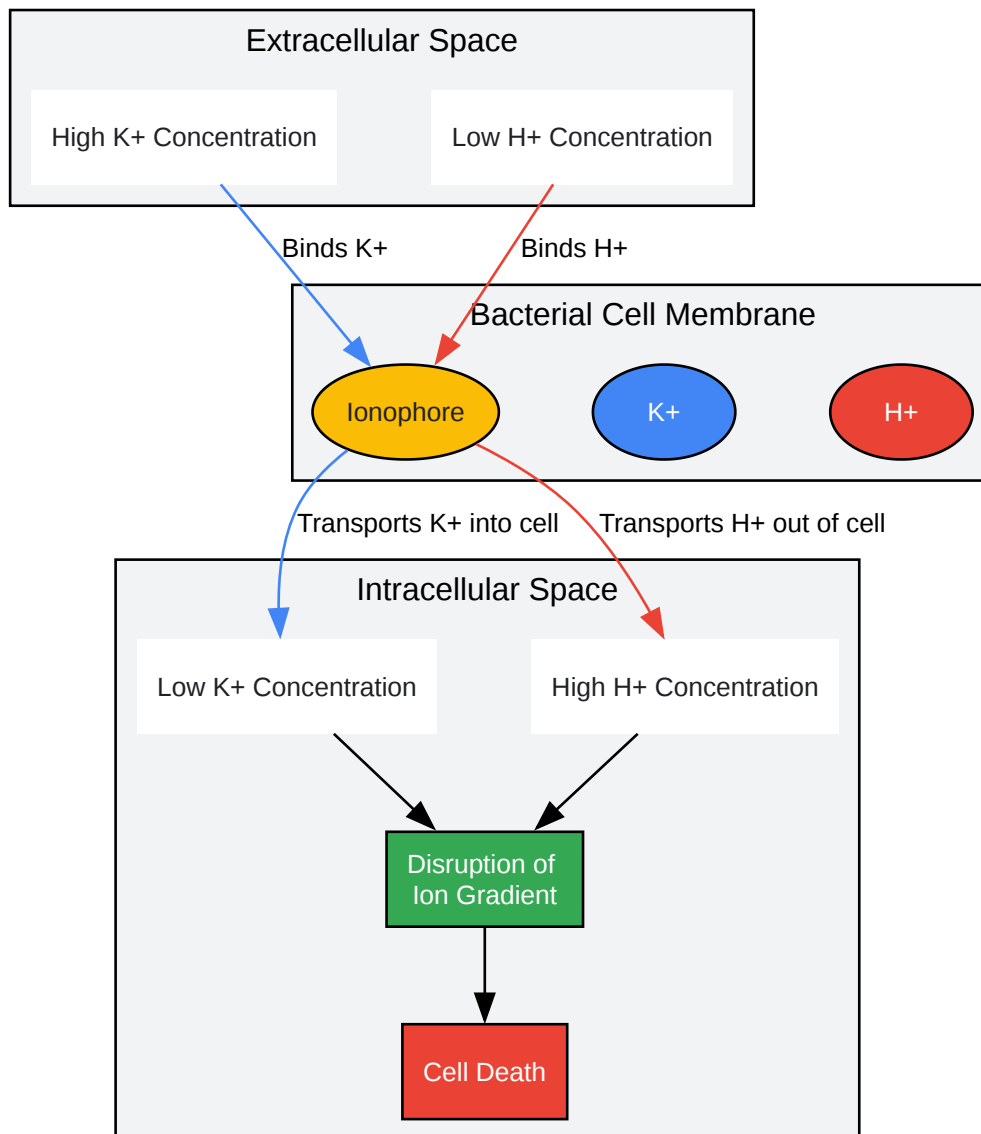 Extracellular Space
High K+ Concentration
Low H+ Concentration
Binds K+
Binds H+
Bacterial Cell Membrane
Ionophore
K+
H+
Transports K+ into cell
Transports H+ out of cell
Intracellular Space
Low K+ Concentration
High H+ Concentration
Disruption of
Ion Gradient
Cell Death